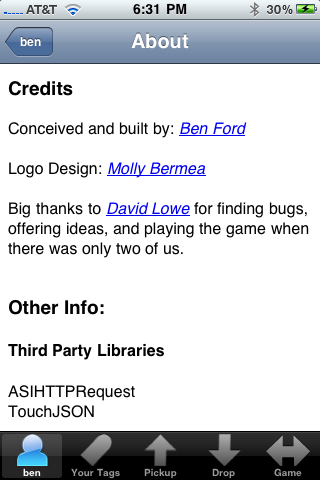 AT&T 6:31 PM 30%
ben About
Credits
Conceived and built by: Ben Ford
Logo Design: Molly Bermea
Big thanks to David Lowe for finding bugs,
offering ideas, and playing the game when
there was only two of us.
Other Info:
Third Party Libraries
ASIHTTPRequest
TouchJSON
ben Your Tags Pickup Drop Game